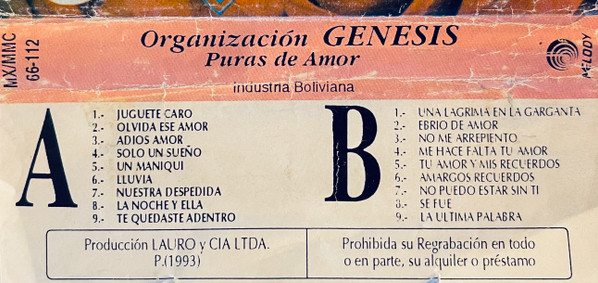 MX/MMC
66-112
Organización GENESIS
Puras de Amor
MELODY
industria Boliviana
A
1.- JUGUETE CARO
2.- OLVIDA ESE AMOR
3.- ADIOS AMOR
4.- SOLO UN SUEÑO
5.- UN MANIQUI
6.- LLUVIA
7.- NUESTRA DESPEDIDA
8.- LA NOCHE Y ELLA
9.- TE QUEDASTE ADENTRO
B
1.- UNA LAGRIMA EN LA GARGANTA
2.- EBRIO DE AMOR
3.- NO ME ARREPIENTO
4.- ME HACE FALTA TU AMOR
5.- TU AMOR Y MIS RECUERDOS
6.- AMARGOS RECUERDOS
7.- NO PUEDO ESTAR SIN TI
8.- SE FUE
9.- LA ULTIMA PALABRA
Producción LAURO y CIA LTDA.
P.(1993)
Prohibida su Regrabación en todo
o en parte, su alquiler o préstamo